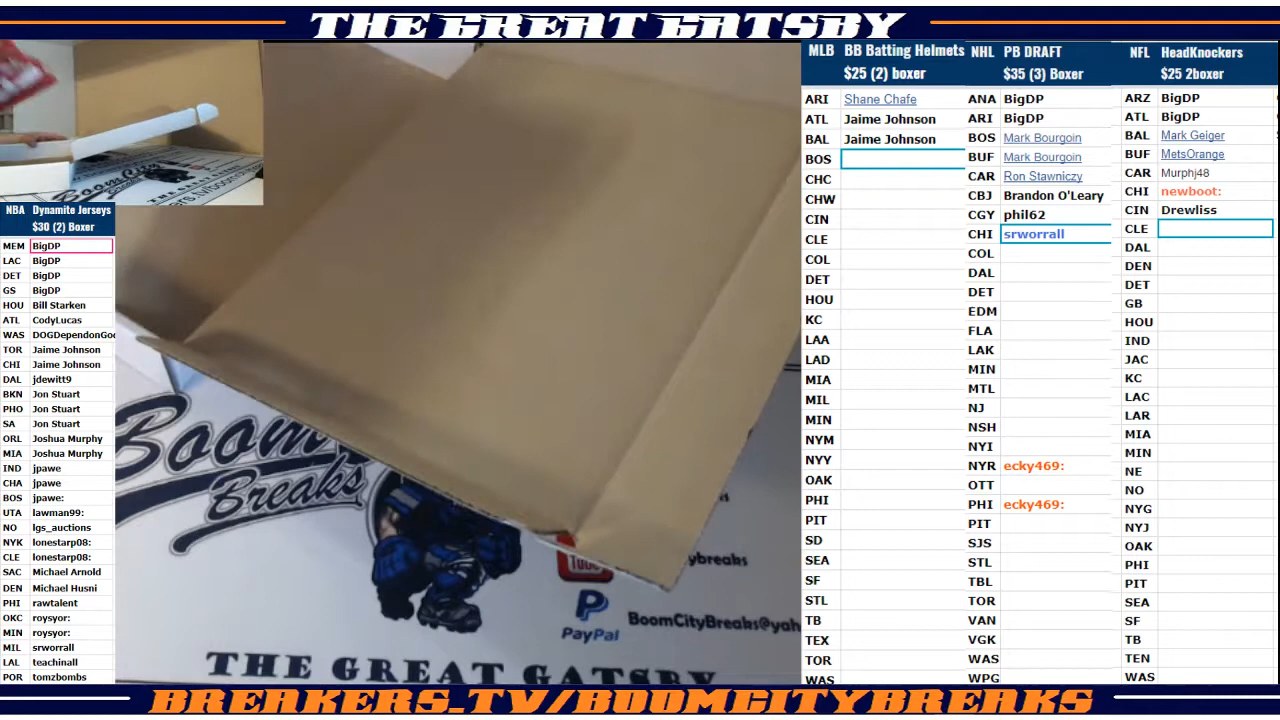 THE GREAT GATSBY
NBA Dynamite Jerseys
$30 (2) Boxer
MEM BigDP
LAC BigDP
DET BigDP
GS BigDP
HOU Bill Starken
ATL CodyLucas
WAS DOGDependonGod
TOR Jaime Johnson
CHI Jaime Johnson
DAL jdewitt9
BKN Jon Stuart
PHO Jon Stuart
SA Jon Stuart
ORL Joshua Murphy
MIA Joshua Murphy
IND jpawe
CHA jpawe
BOS jpawe:
UTA lawman99:
NO lgs_auctions
NYK lonestarp08:
CLE lonestarp08:
SAC Michael Arnold
DEN Michael Husni
PHI rawtalent
OKC roysyor:
MIN roysyor:
MIL srworrall
LAL teachinall
POR tomzbombs
Boom
Breaks
PayPal
BoomCityBreaks@yah
THE GREAT GATSBY
MLB BB Batting Helmets
$25 (2) boxer
ARI Shane Chafe
ATL Jaime Johnson
BAL Jaime Johnson
BOS
CHC
CHW
CIN
CLE
COL
DET
HOU
KC
LAA
LAD
MIA
MIL
MIN
NYM
NYY
OAK
PHI
PIT
SD
SEA
SF
STL
TB
TEX
TOR
WAS
NHL PB DRAFT
$35 (3) Boxer
ANA BigDP
ARI BigDP
BOS Mark Bourgoin
BUF Mark Bourgoin
CAR Ron Stawniczy
CBJ Brandon O'Leary
CGY phil62
CHI srworrall
COL
DAL
DET
EDM
FLA
LAK
MIN
MTL
NJ
NSH
NYI
NYR ecky469:
OTT
PHI ecky469:
PIT
SJS
STL
TBL
TOR
VAN
VGK
WAS
WPG
NFL HeadKnockers
$25 2boxer
ARZ BigDP
ATL BigDP
BAL Mark Geiger
BUF MetsOrange
CAR Murphj48
CHI newboot:
CIN Drewliss
CLE
DAL
DEN
DET
GB
HOU
IND
JAC
KC
LAC
LAR
MIA
MIN
NE
NO
NYG
NYJ
OAK
PHI
PIT
SEA
SF
TB
TEN
WAS
BREAKERS.TV/BOOMCITYBREAKS